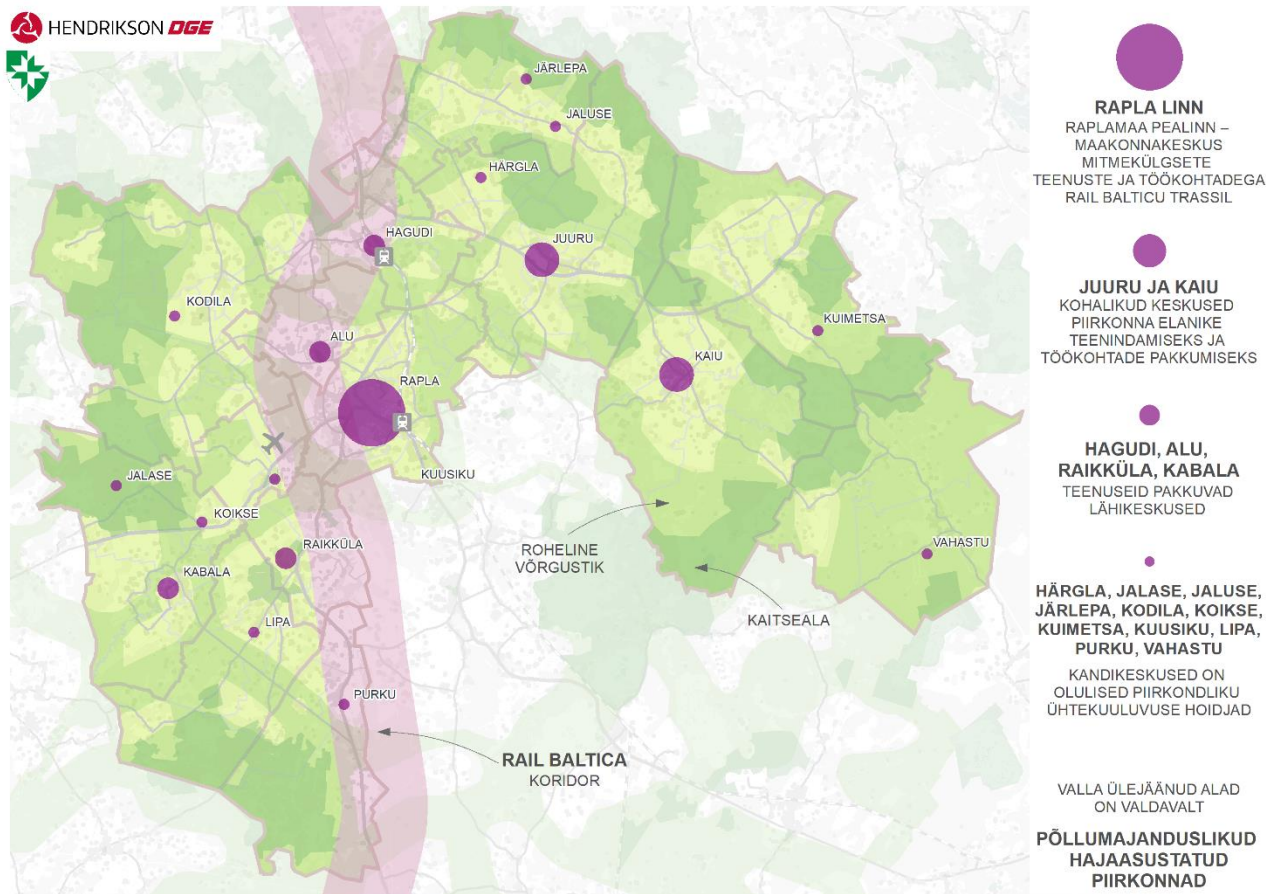 HENDRIKSON DGE
JÄRLEPA
JALUSE
HÄRGLA
HAGUDI
JUURU
KODILA
KUIMETSA
ALU
KAIU
RAPLA
KUUSIKU
JALASE
KOIKSE
ROHELINE
VÕRGUSTIK
VAHASTU
RAIKKÜLA
KABALA
KAITSEALA
LIPA
PURKU
RAIL BALTICA
KORIDOR
RAPLA LINN
RAPLAMAA PEALINN –
MAAKONNAKESKUS
MITMEKÜLGSETE
TEENUSTE JA TÖÖKOHTADEGA
RAIL BALTICU TRASSIL
JUURU JA KAIU
KOHALIKUD KESKUSED
PIIRKONNA ELANIKE
TEENINDAMISEKS JA
TÖÖKOHTADE PAKKUMISEKS
HAGUDI, ALU,
RAIKKÜLA, KABALA
TEENUSEID PAKKUVAD
LÄHIKESKUSED
HÄRGLA, JALASE, JALUSE,
JÄRLEPA, KODILA, KOIKSE,
KUIMETSA, KUUSIKU, LIPA,
PURKU, VAHASTU
KANDIKESKUSED ON
OLULISED PIIRKONDLIKU
ÜHTEKUULUVUSE HOIDJAD
VALLA ÜLEJÄÄNUD ALAD
ON VALDAVALT
PÕLLUMAJANDUSLIKUD
HAJAASUSTATUD
PIIRKONNAD